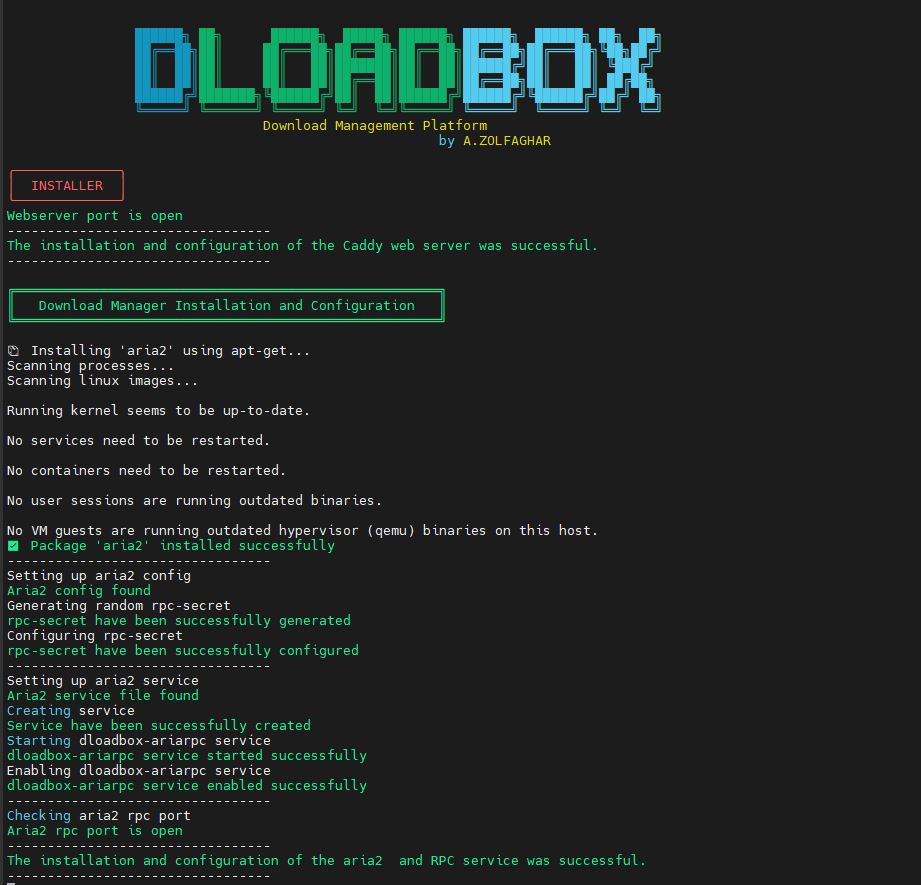 DLOADBOX
Download Management Platform
by A.ZOLFAGHAR
INSTALLER
Webserver port is open
---------------------------------
The installation and configuration of the Caddy web server was successful.
---------------------------------
Download Manager Installation and Configuration
Installing 'aria2' using apt-get...
Scanning processes...
Scanning linux images...
Running kernel seems to be up-to-date.
No services need to be restarted.
No containers need to be restarted.
No user sessions are running outdated binaries.
No VM guests are running outdated hypervisor (qemu) binaries on this host.
Package 'aria2' installed successfully
---------------------------------
Setting up aria2 config
Aria2 config found
Generating random rpc-secret
rpc-secret have been successfully generated
Configuring rpc-secret
rpc-secret have been successfully configured
---------------------------------
Setting up aria2 service
Aria2 service file found
Creating service
Service have been successfully created
Starting dloadbox-ariarpc service
dloadbox-ariarpc service started successfully
Enabling dloadbox-ariarpc service
dloadbox-ariarpc service enabled successfully
---------------------------------
Checking aria2 rpc port
Aria2 rpc port is open
---------------------------------
The installation and configuration of the aria2  and RPC service was successful.
---------------------------------